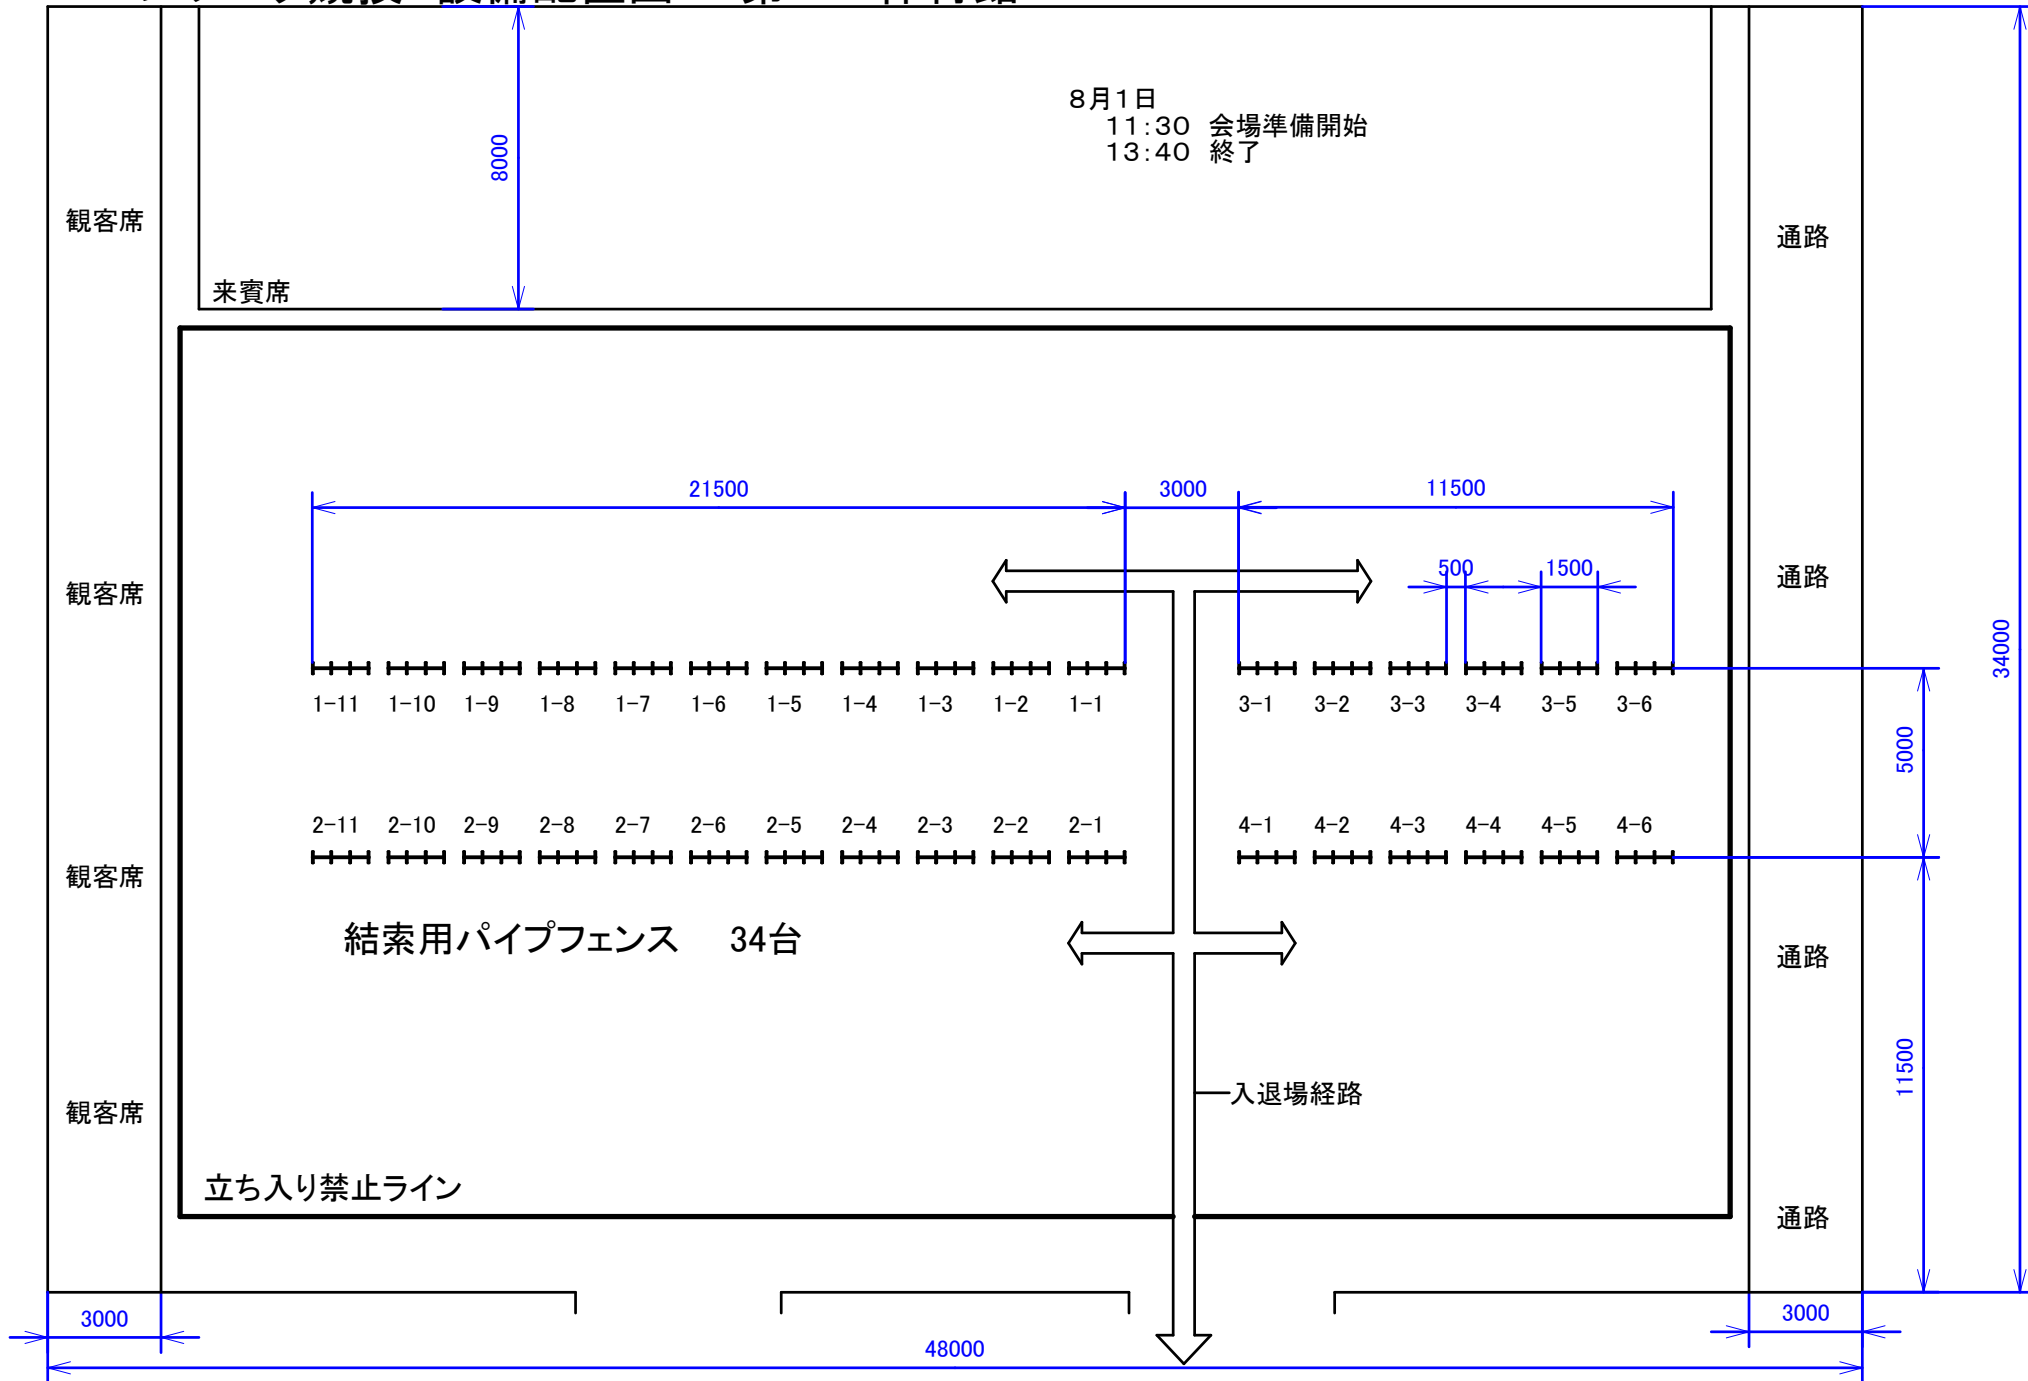 8月1日
11:30 会場準備開始
13:40 終了
8000
観客席
通路
来賓席
21500
3000
11500
500
1500
観客席
通路
34000
1-11 1-10 1-9 1-8 1-7 1-6 1-5 1-4 1-3 1-2 1-1 3-1 3-2 3-3 3-4 3-5 3-6
5000
2-11 2-10 2-9 2-8 2-7 2-6 2-5 2-4 2-3 2-2 2-1 4-1 4-2 4-3 4-4 4-5 4-6
観客席
結索用パイプフェンス 34台
通路
11500
入退場経路
観客席
立ち入り禁止ライン
通路
3000
3000
48000